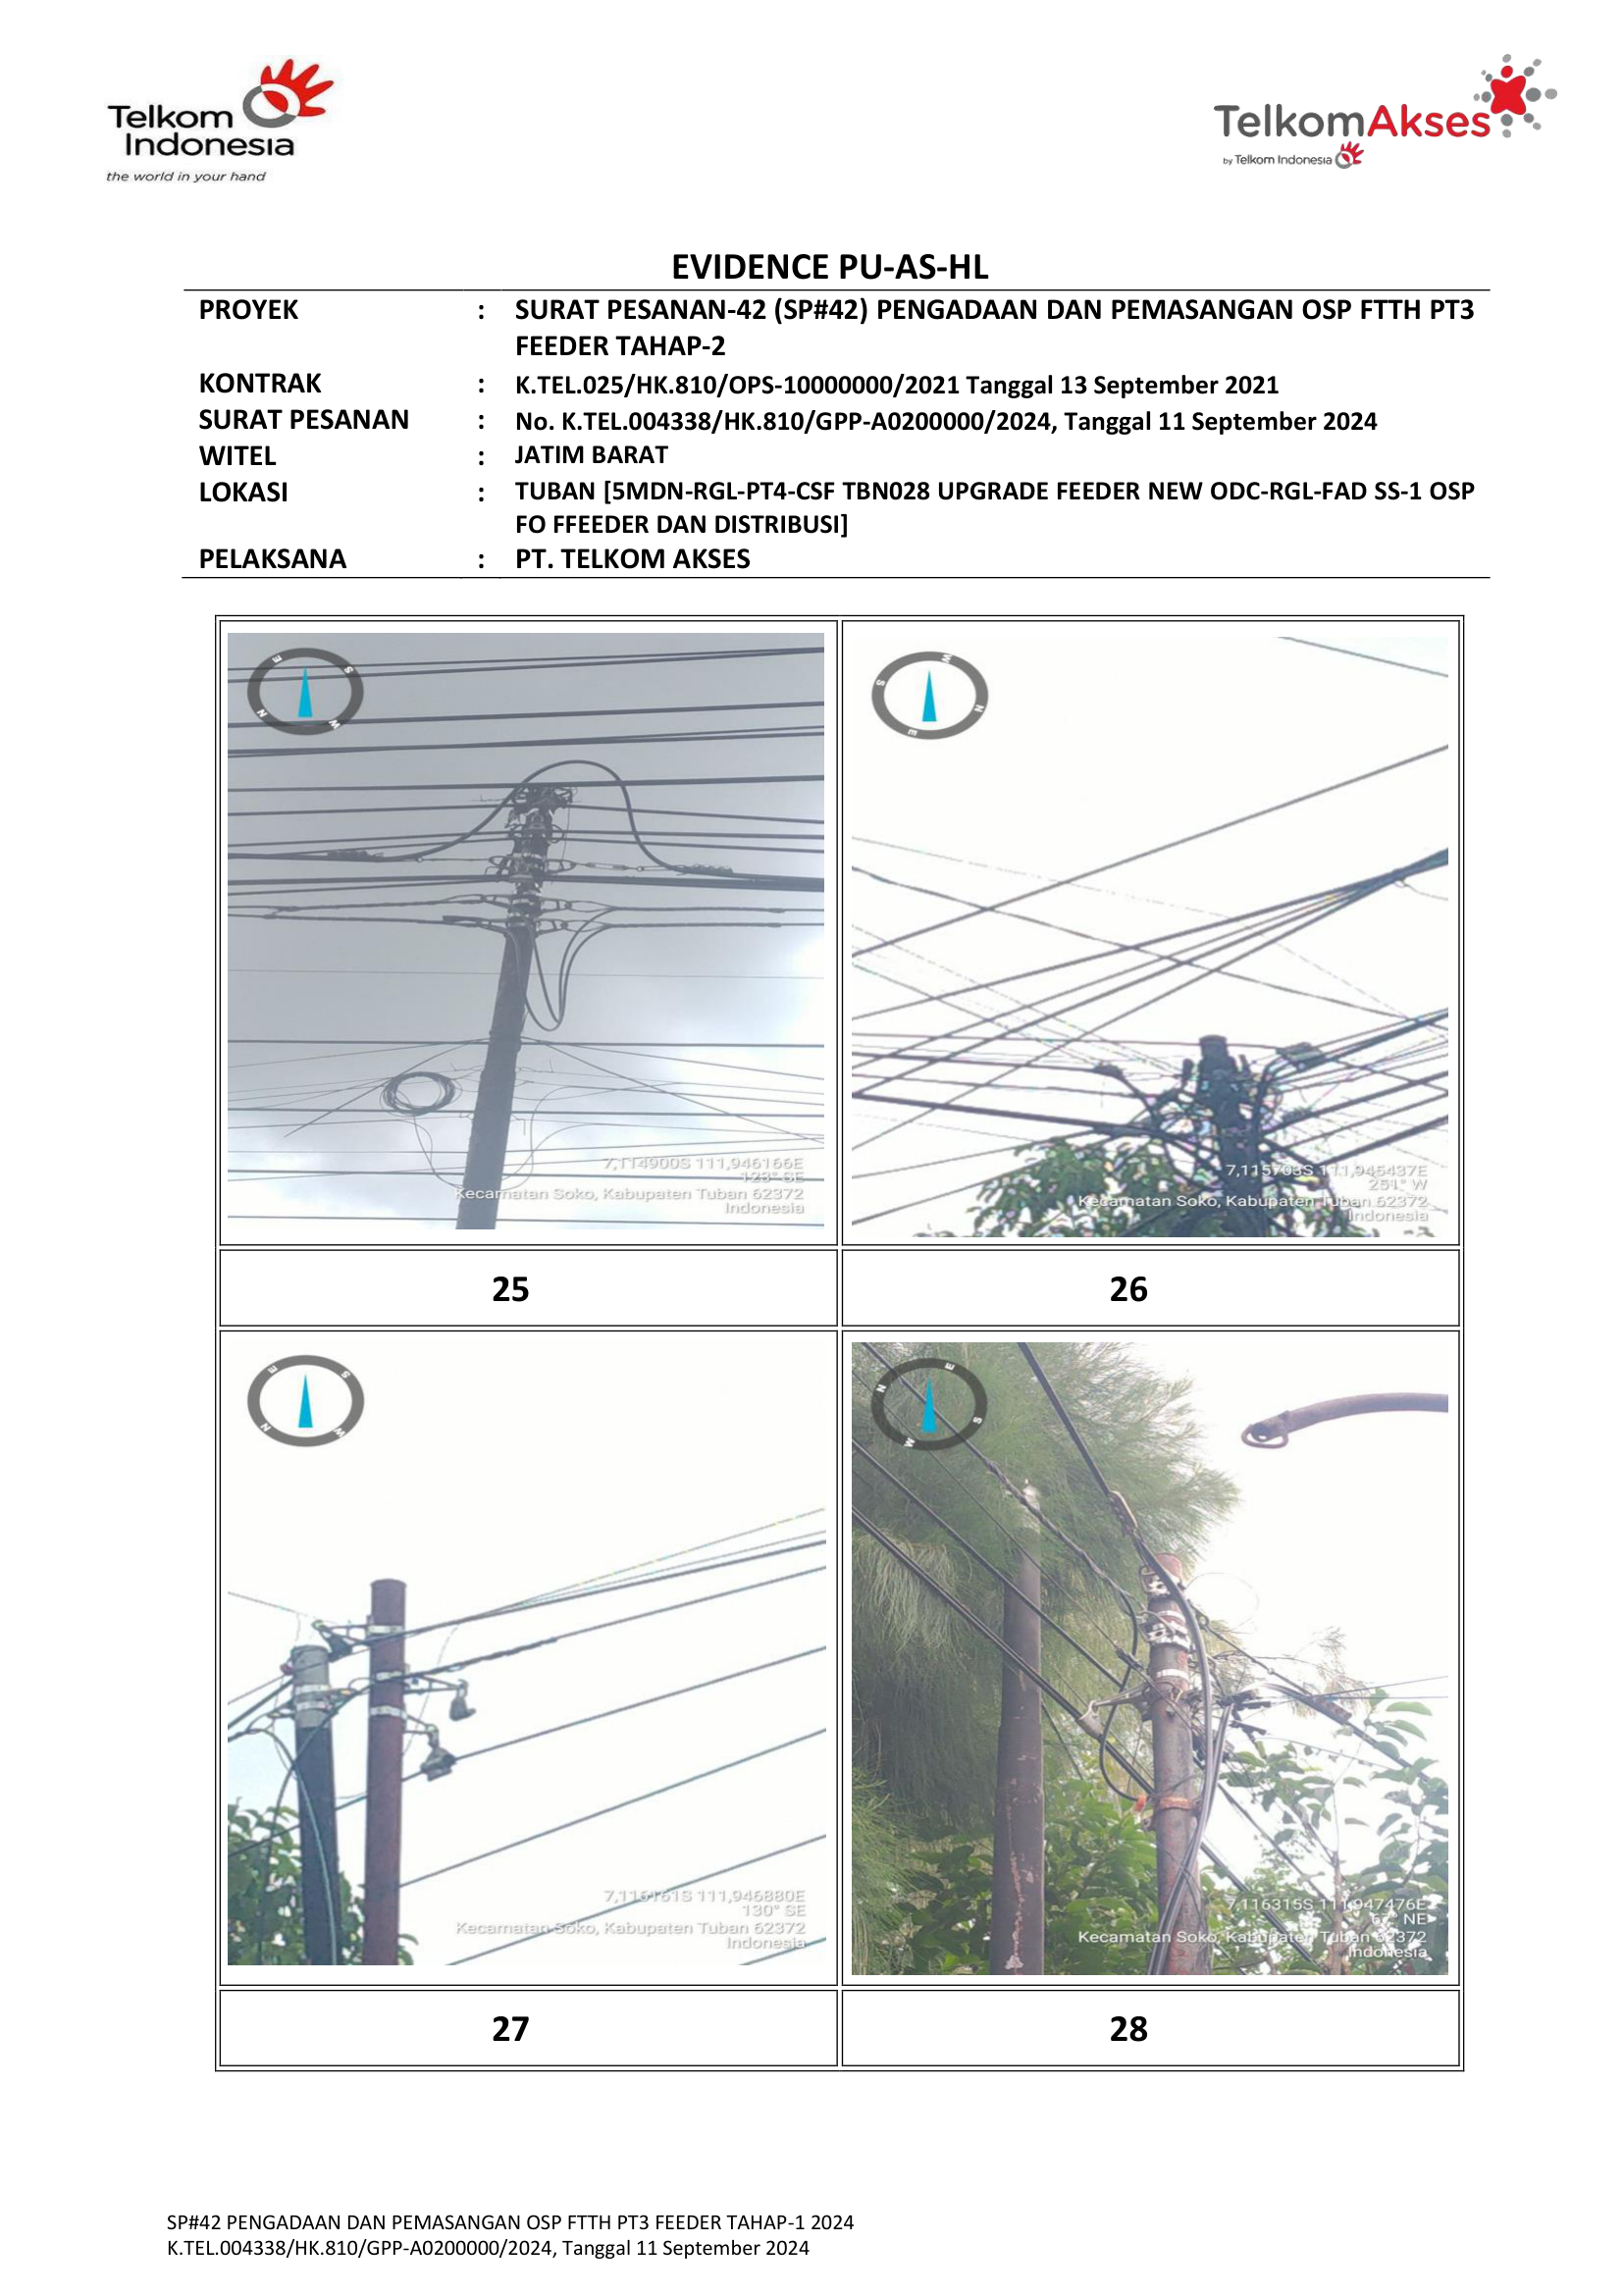 Telkom
Indonesia
the world in your hand
TelkomAkses
by Telkom Indonesia
EVIDENCE PU-AS-HL
PROYEK : SURAT PESANAN-42 (SP#42) PENGADAAN DAN PEMASANGAN OSP FTTH PT3
FEEDER TAHAP-2
KONTRAK : K.TEL.025/HK.810/OPS-10000000/2021 Tanggal 13 September 2021
SURAT PESANAN : No. K.TEL.004338/HK.810/GPP-A0200000/2024, Tanggal 11 September 2024
WITEL : JATIM BARAT
LOKASI : TUBAN [5MDN-RGL-PT4-CSF TBN028 UPGRADE FEEDER NEW ODC-RGL-FAD SS-1 OSP
FO FFEEDER DAN DISTRIBUSI]
PELAKSANA : PT. TELKOM AKSES
E S N W
7,114900S 111,946166E
123° SE
Kecamatan Soko, Kabupaten Tuban 62372
Indonesia
W S N E
7,115703S 111,945437E
251° W
Kecamatan Soko, Kabupaten Tuban 62372
Indonesia
25
26
E S N W
7,116161S 111,946880E
130° SE
Kecamatan Soko, Kabupaten Tuban 62372
Indonesia
E N S W
7,116315S 111,947476E
NE
Kecamatan Soko, Kabupaten Tuban 62372
Indonesia
27
28
SP#42 PENGADAAN DAN PEMASANGAN OSP FTTH PT3 FEEDER TAHAP-1 2024
K.TEL.004338/HK.810/GPP-A0200000/2024, Tanggal 11 September 2024